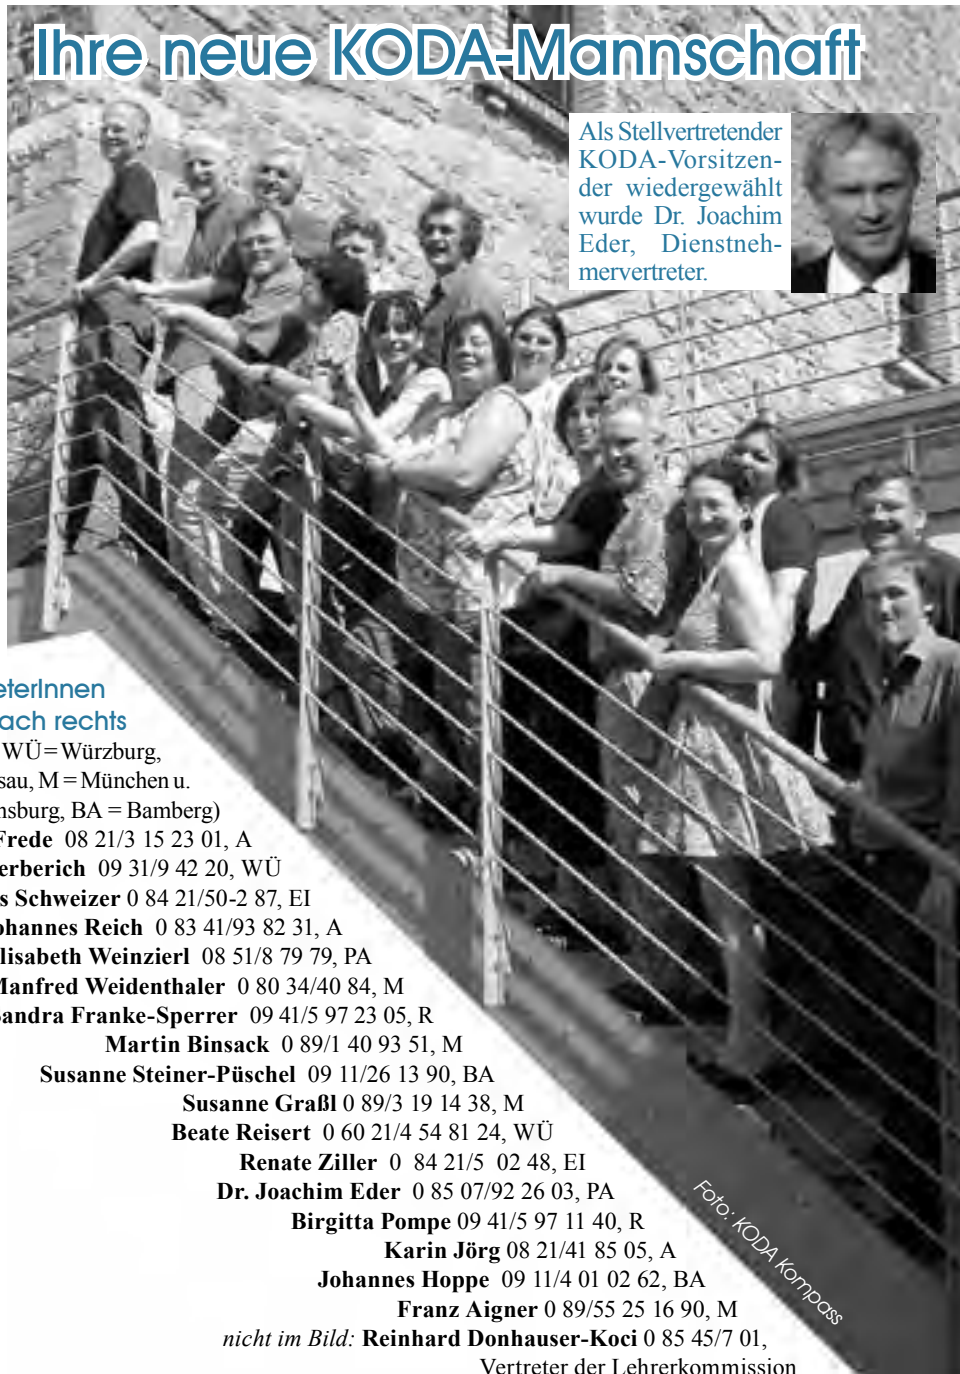 Ihre neue KODA-Mannschaft
Als Stellvertretender
KODA-Vorsitzen-
der wiedergewählt
wurde Dr. Joachim
Eder, Dienstneh-
mervertreter.
eterInnen
ach rechts
WÜ=Würzburg,
sau, M = München u.
nsburg, BA = Bamberg)
Frede 08 21/3 15 23 01, A
erberich 09 31/9 42 20, WÜ
s Schweizer 0 84 21/50-2 87, EI
ohannes Reich 0 83 41/93 82 31, A
lisabeth Weinzierl 08 51/8 79 79, PA
Manfred Weidenthaler 0 80 34/40 84, M
Sandra Franke-Sperrer 09 41/5 97 23 05, R
Martin Binsack 0 89/1 40 93 51, M
Susanne Steiner-Püschel 09 11/26 13 90, BA
Susanne Graßl 0 89/3 19 14 38, M
Beate Reisert 0 60 21/4 54 81 24, WÜ
Renate Ziller 0 84 21/5 02 48, EI
Dr. Joachim Eder 0 85 07/92 26 03, PA
Birgitta Pompe 09 41/5 97 11 40, R
Karin Jörg 08 21/41 85 05, A
Johannes Hoppe 09 11/4 01 02 62, BA
Franz Aigner 0 89/55 25 16 90, M
nicht im Bild: Reinhard Donhauser-Koci 0 85 45/7 01,
Vertreter der Lehrerkommission
Foto: KODA Kompass